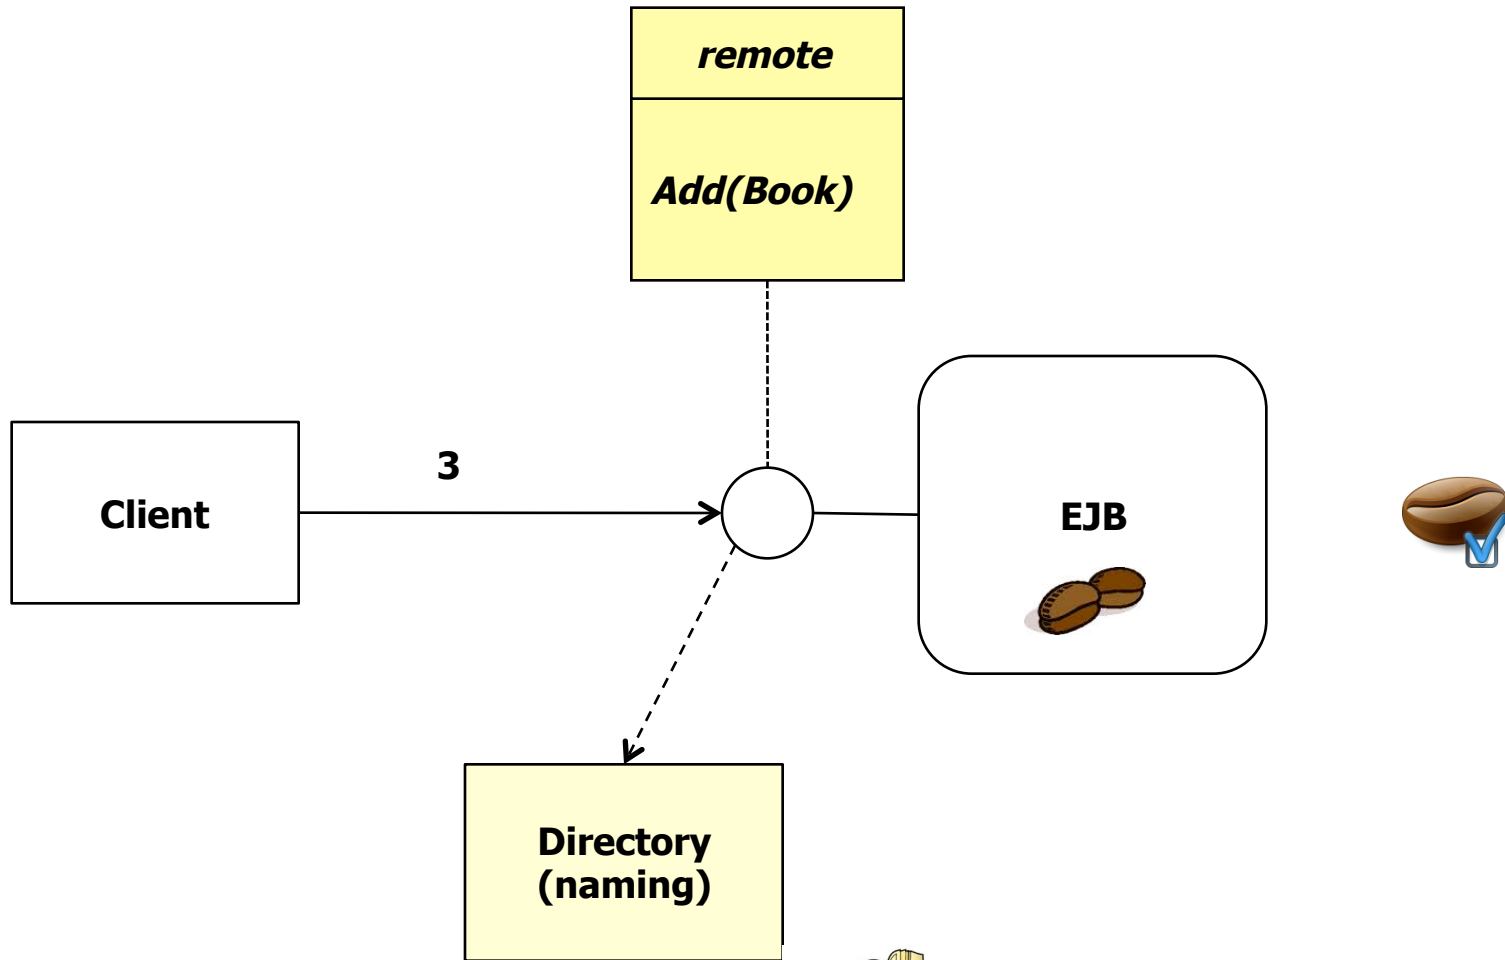 remote
Add(Book)
3
Client
EJB
Directory
(naming)